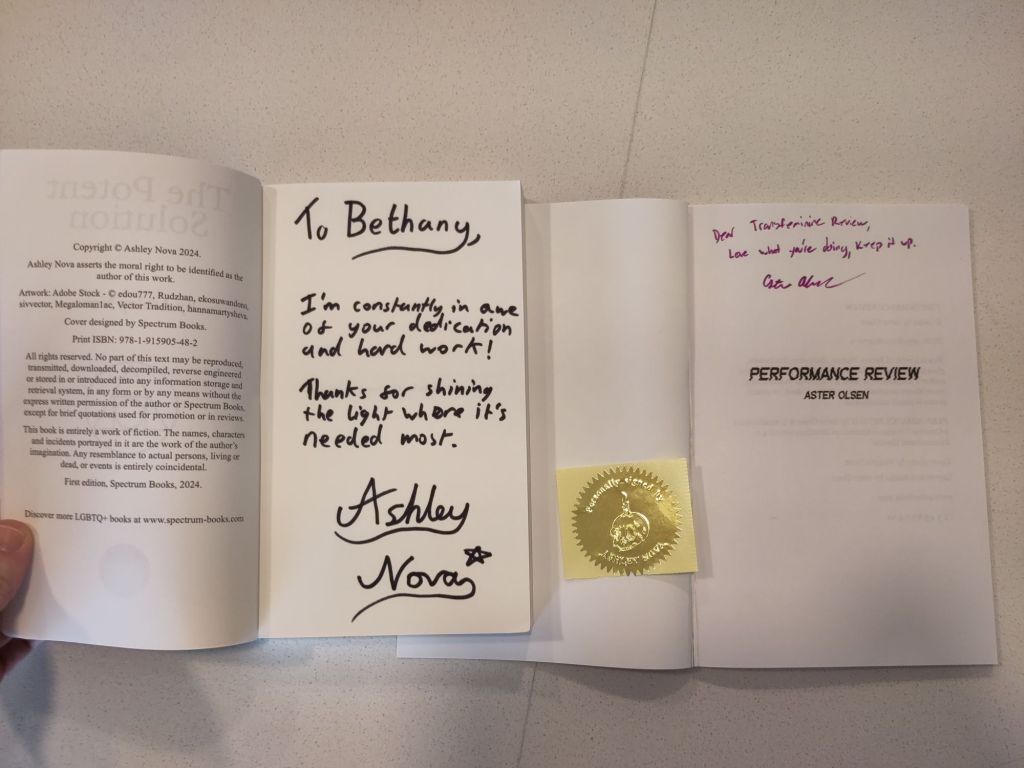 The Potent
Solution
Copyright © Ashley Nova 2024.
Ashley Nova asserts the moral right to be identified as the
author of this work.
Artwork: Adobe Stock - © edou777, Rudzhan, ekosuwandono,
sivvector, Megaloman1ac, Vector Tradition, hannamartysheva.
Cover designed by Spectrum Books.
Print ISBN: 978-1-915905-48-2
All rights reserved. No part of this text may be reproduced,
transmitted, downloaded, decompiled, reverse engineered
or stored in or introduced into any information storage and
retrieval system, in any form or by any means without the
express written permission of the author or Spectrum Books,
except for brief quotations used for promotion or in reviews.
This book is entirely a work of fiction. The names, characters
and incidents portrayed in it are the work of the author's
imagination. Any resemblance to actual persons, living or
dead, or events is entirely coincidental.
First edition, Spectrum Books, 2024.
Discover more LGBTQ+ books at www.spectrum-books.com
To Bethany,
I'm constantly in awe
of your dedication
and hard work!
Thanks for shining
the light where it's
needed most.
Ashley
Nova
Personally signed by
ASHLEY NOVA
Dear Transfeminine Review,
Love what you're doing, keep it up.
PERFORMANCE REVIEW
ASTER OLSEN